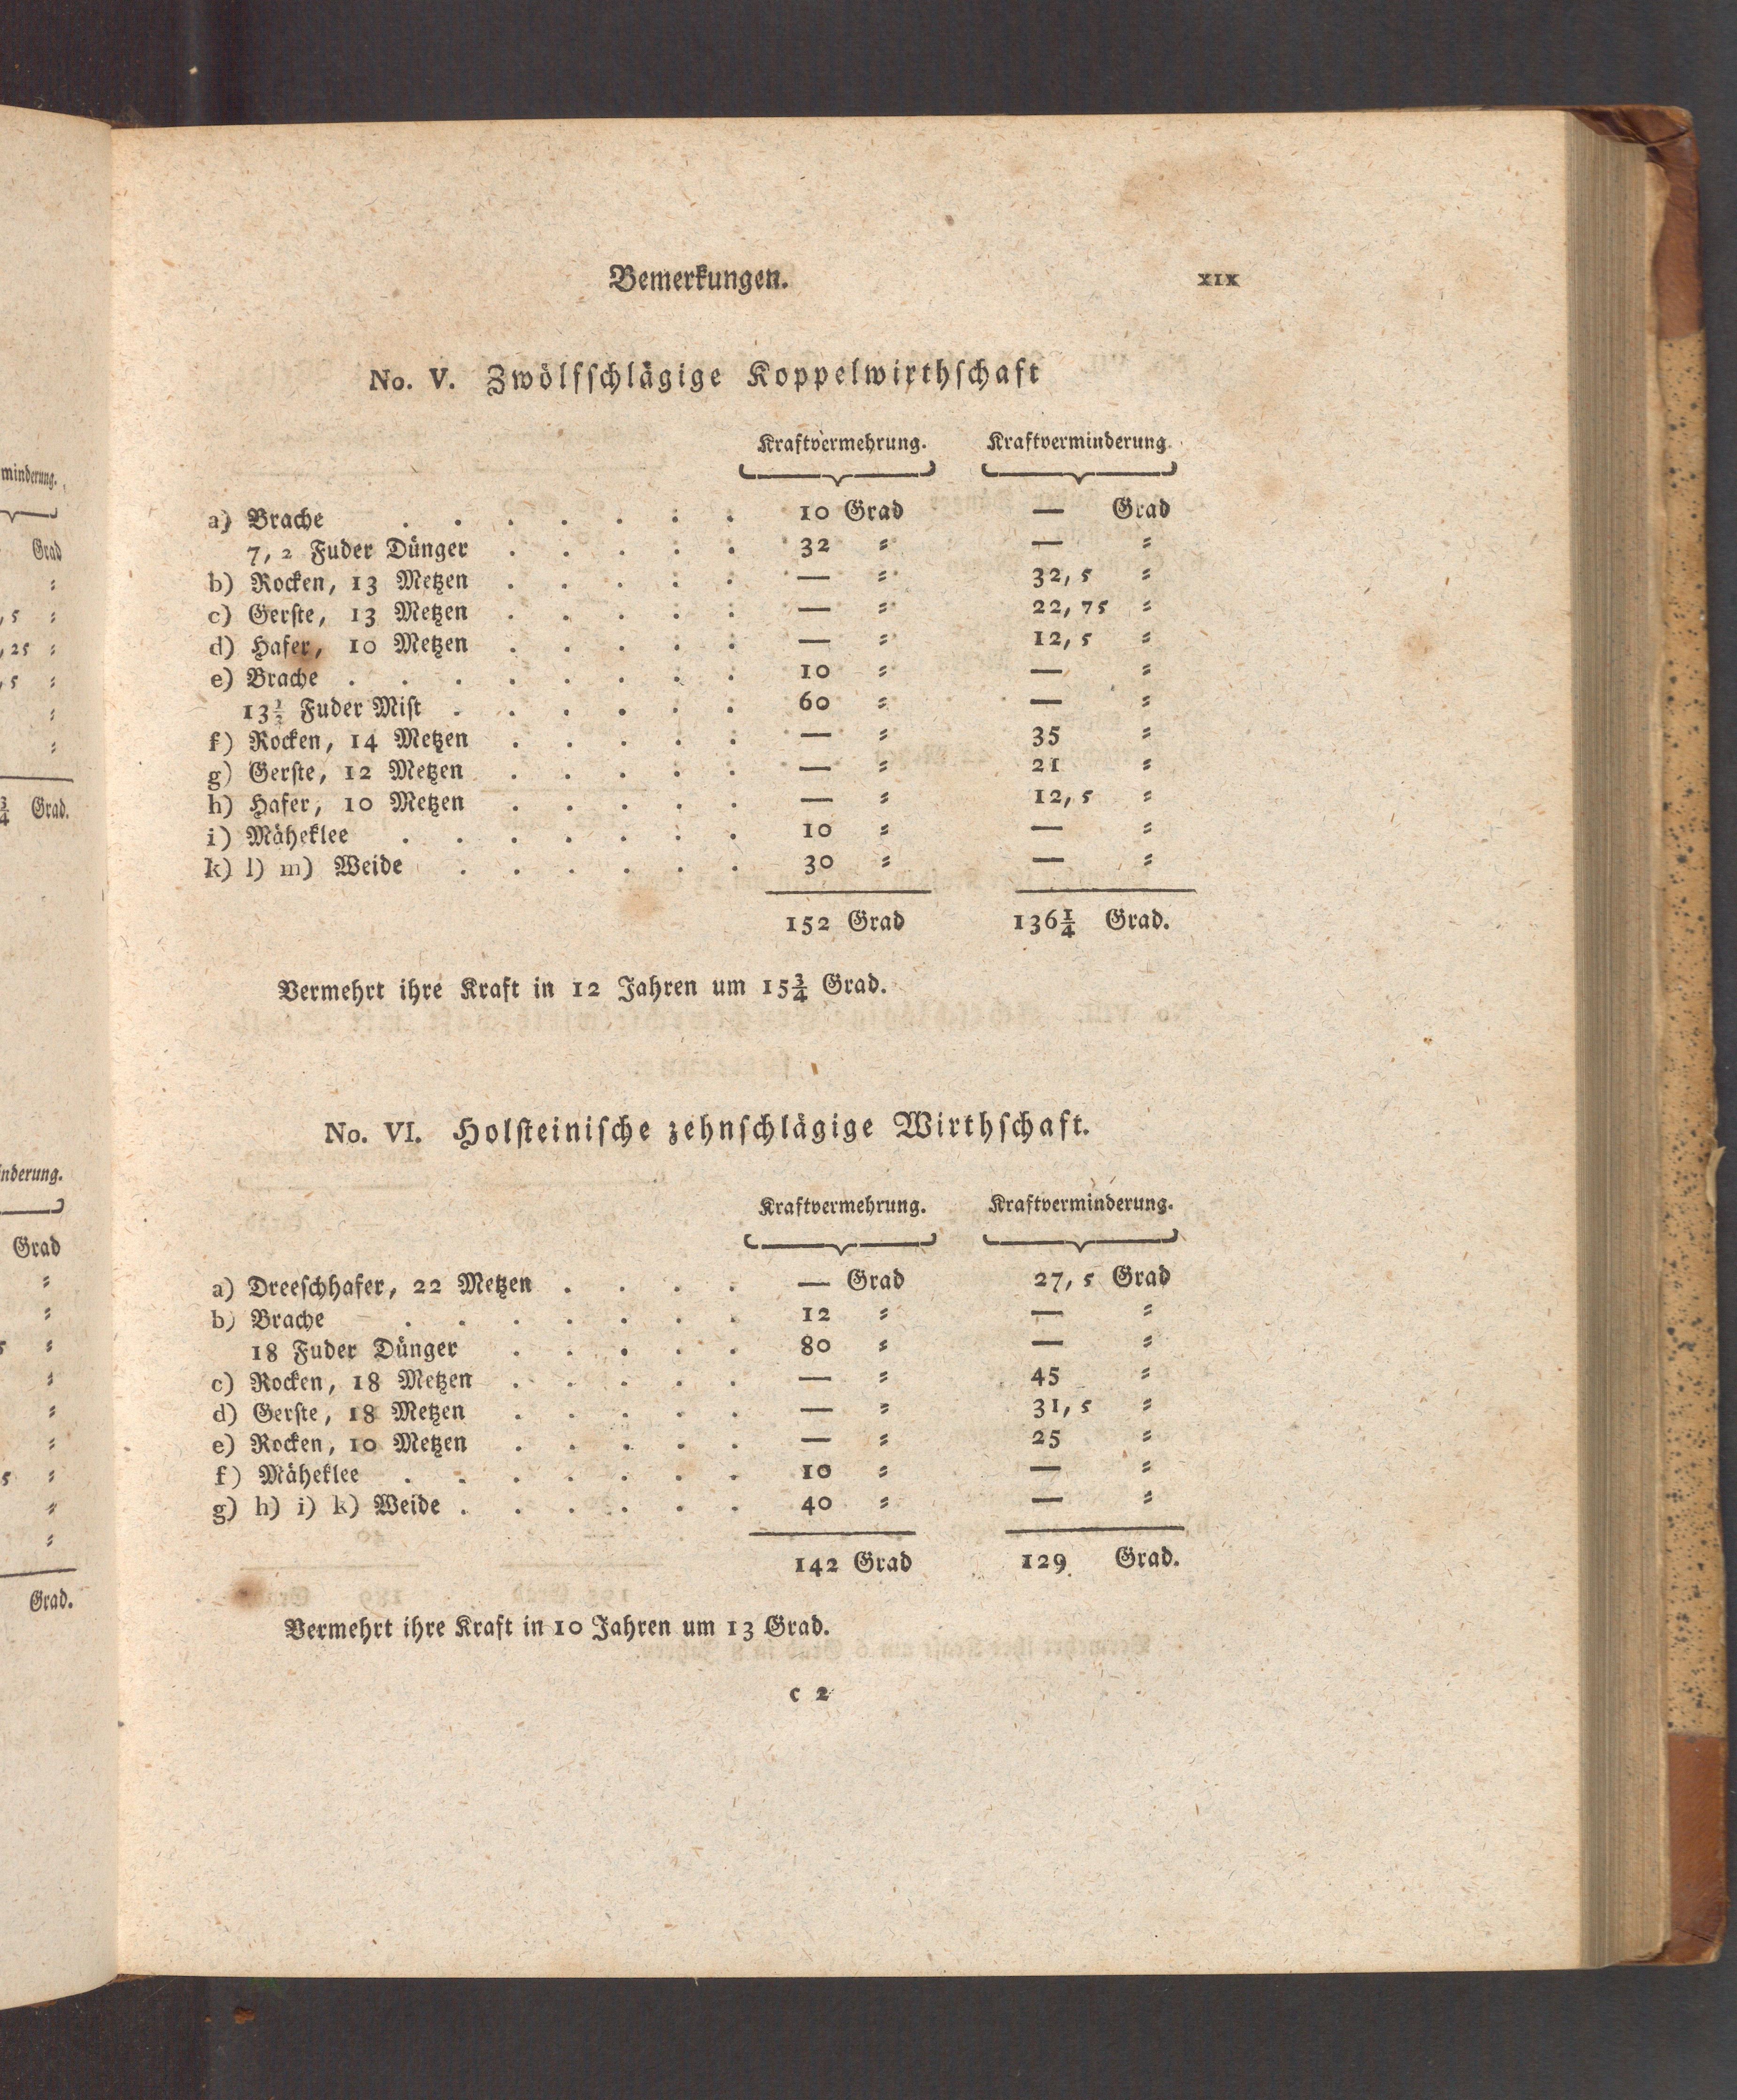 Bemerkungen. XIX
No. V. Zwölfſchlägige Koppelwirthſchaft
Kraftvermehrung. Kraftverminderung.
a) Brache . . . . . . . 10 Grad — Grad
7, 2 Fuder Dünger . . . . . 32 〃 — 〃
b) Rocken, 13 Metzen . . . . . — 〃 32, 5 〃
c) Gerſte, 13 Metzen . . . . . — 〃 22, 75 〃
d) Hafer, 10 Metzen . . . . . — 〃 12, 5 〃
e) Brache . . . . . . . . 10 〃 — 〃
13½ Fuder Miſt . . . . . . 60 〃 — 〃
f) Rocken, 14 Metzen . . . . . — 〃 35 〃
g) Gerſte, 12 Metzen . . . . . — 〃 21 〃
h) Hafer, 10 Metzen . . . . . — 〃 12, 5 〃
i) Mäheklee . . . . . . . 10 〃 — 〃
k) l) m) Weide . . . . . . 30 〃 — 〃
152 Grad 136¼ Grad.
Vermehrt ihre Kraft in 12 Jahren um 15¾ Grad.
No. VI. Holſteiniſche zehnſchlägige Wirthſchaft.
Kraftvermehrung. Kraftverminderung.
a) Dreeſchhafer, 22 Metzen . . . . — Grad 27, 5 Grad
b) Brache . . . . . . . 12 〃 — 〃
18 Fuder Dünger . . . . . 80 〃 — 〃
c) Rocken, 18 Metzen . . . . . — 〃 45 〃
d) Gerſte, 18 Metzen . . . . . — 〃 31, 5 〃
e) Rocken, 10 Metzen . . . . . — 〃 25 〃
f) Mäheklee . . . . . . . 10 〃 — 〃
g) h) i) k) Weide . . . . . . 40 〃 — 〃
142 Grad 129 Grad.
Vermehrt ihre Kraft in 10 Jahren um 13 Grad.
c 2